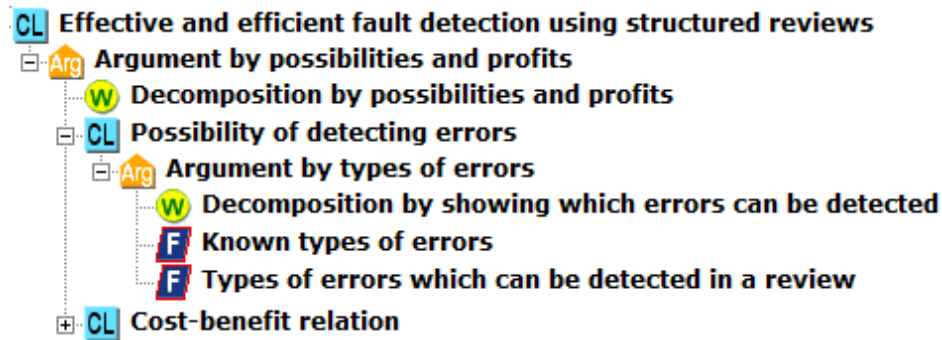 CL Effective and efficient fault detection using structured reviews
Arg Argument by possibilities and profits
W Decomposition by possibilities and profits
CL Possibility of detecting errors
Arg Argument by types of errors
W Decomposition by showing which errors can be detected
F Known types of errors
F Types of errors which can be detected in a review
CL Cost-benefit relation